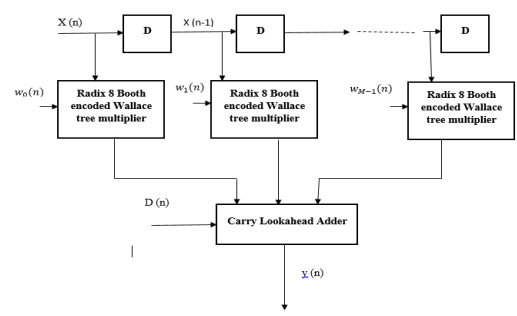 X (n)
D
X (n-1)
D
D
w₀(n)
Radix 8 Booth
encoded Wallace
tree multiplier
w₁(n)
Radix 8 Booth
encoded Wallace
tree multiplier
wM−1(n)
Radix 8 Booth
encoded Wallace
tree multiplier
D (n)
Carry Lookahead Adder
y (n)